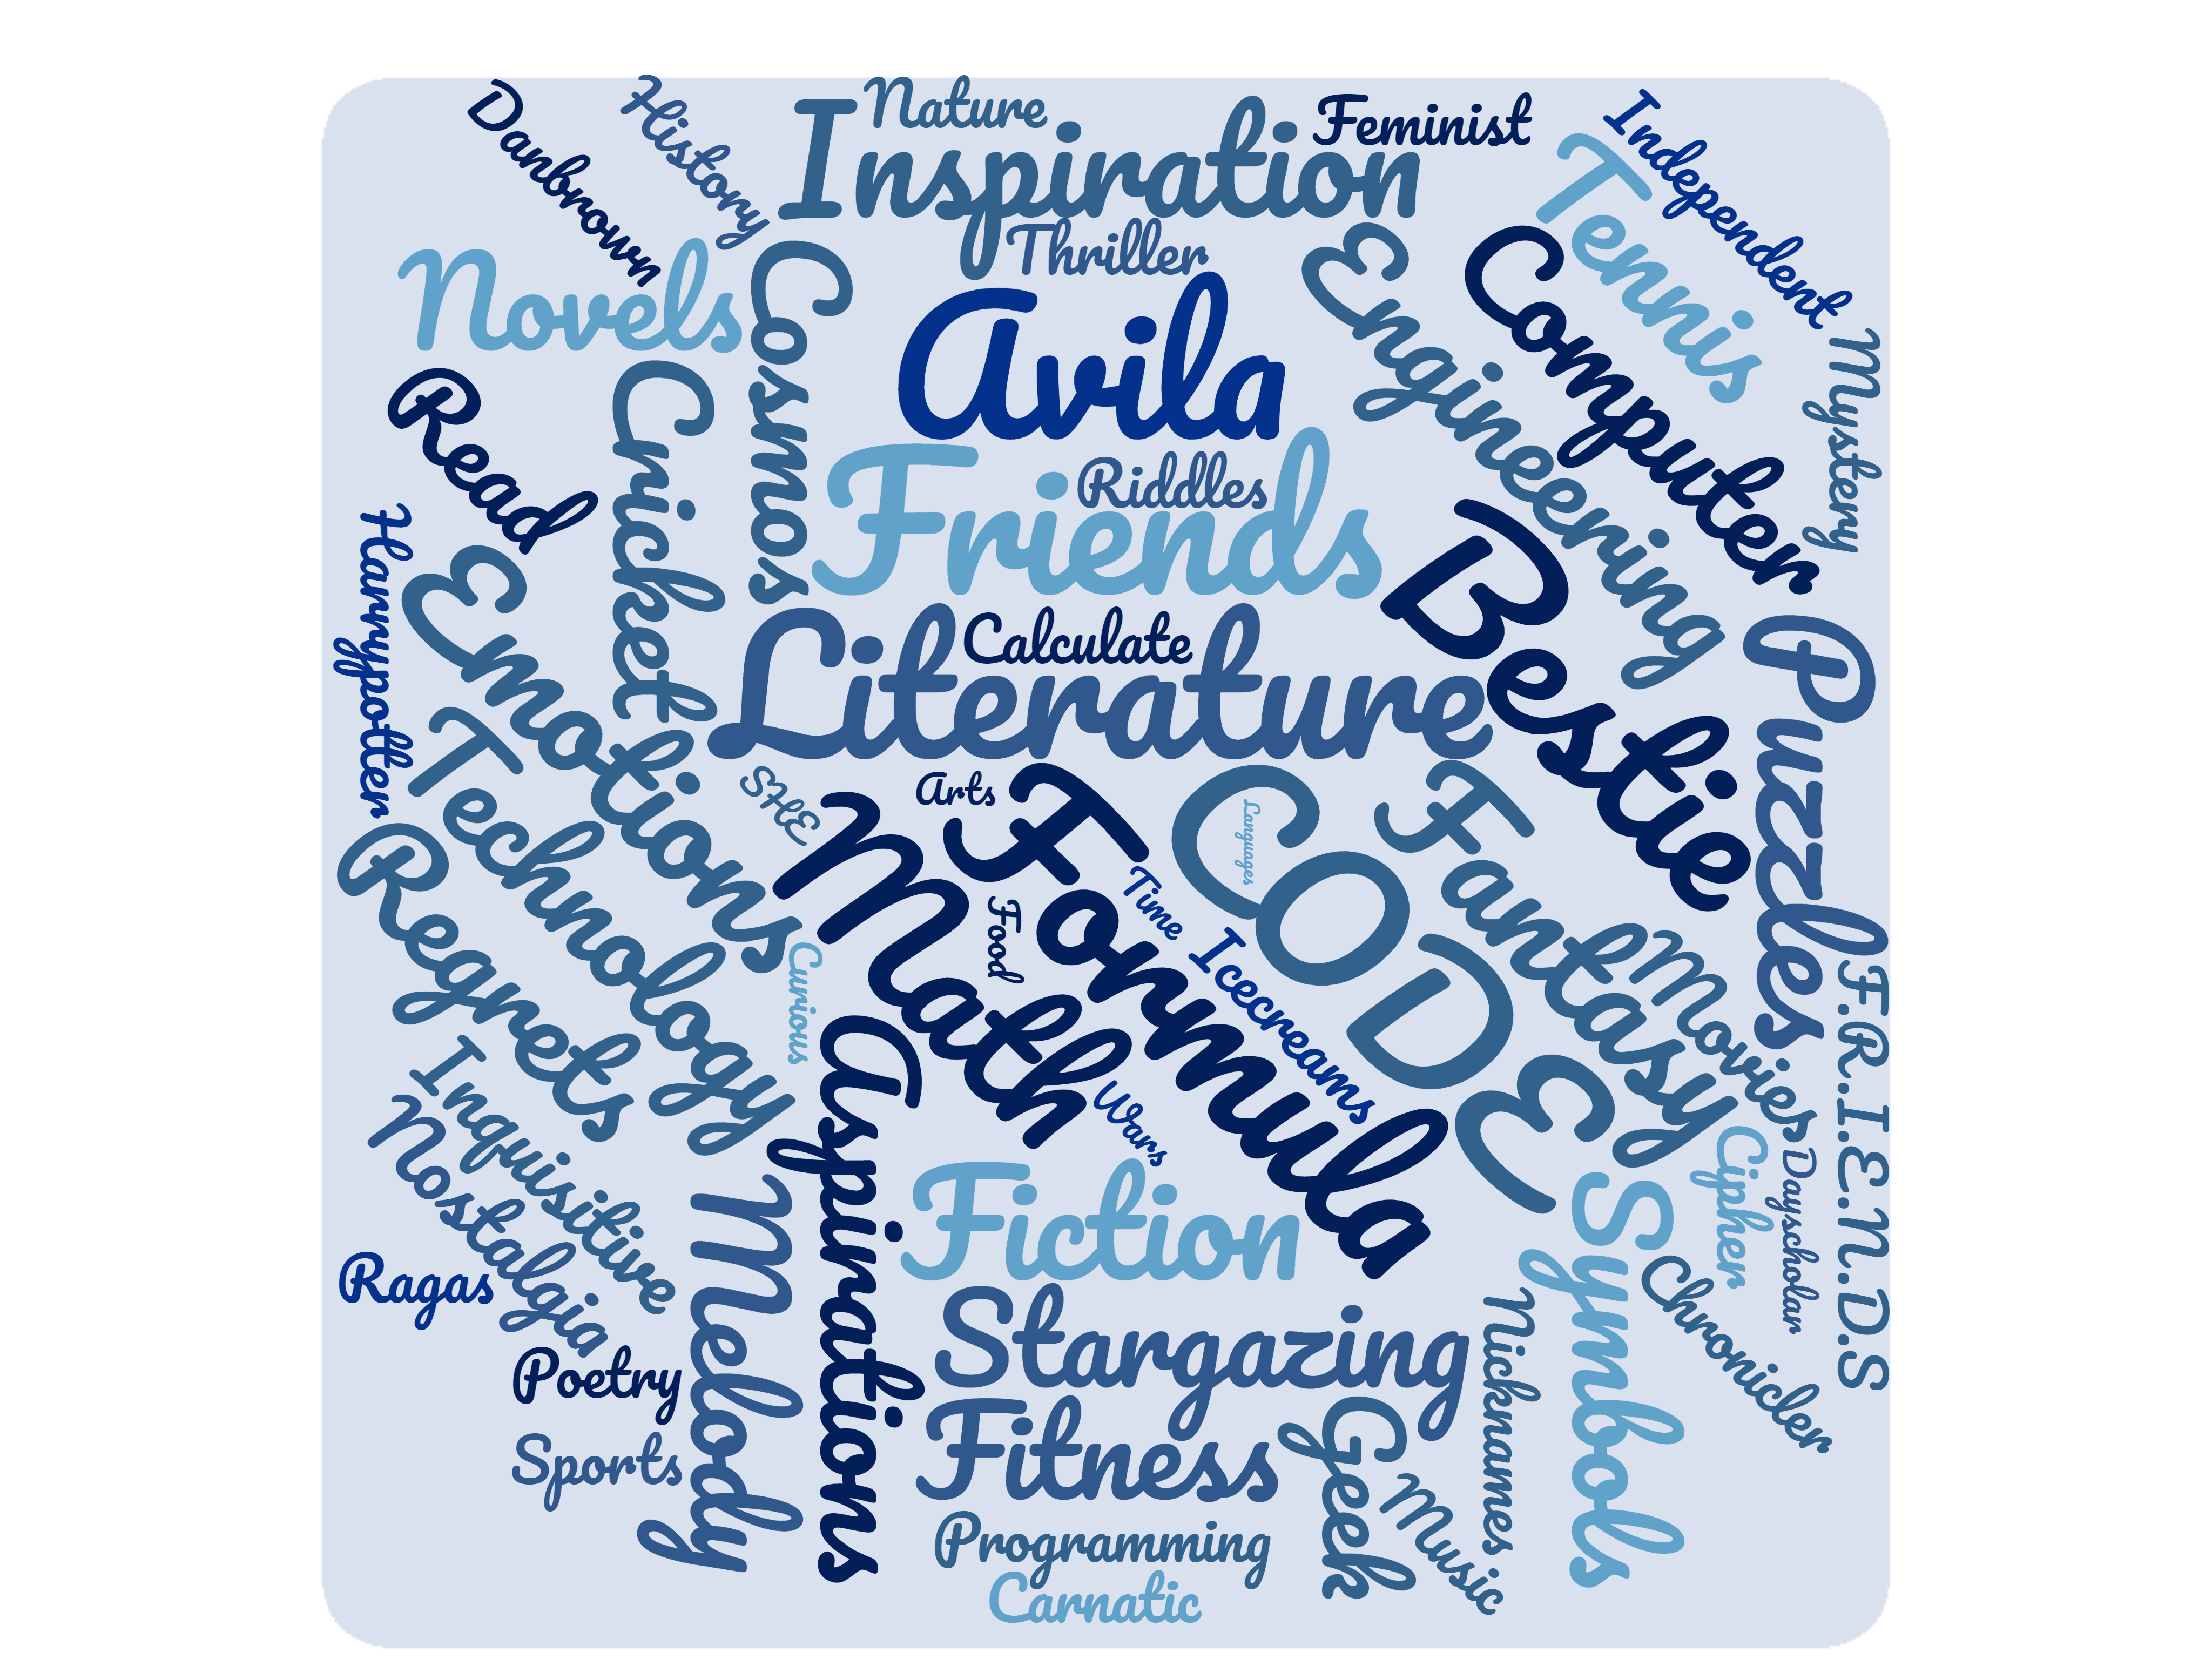 Nature
Feminist
Independent
Danbrown
History
Inspiration
Tennis
Thriller
Novels
Cosmos
Avila
Engineering
Computer
Mystery
Read
Cricket
Friends
Riddles
Bestie
Harrypotter
Emotions
Calculate
Literature
Puzzles
Technology
Arts
Formula
CODE
Languages
Fantasy
Math
Regrets
Time
Food
Icecreams
Curious
Movies
F.R.I.E.N.D.S
Aspirations
Inquisitive
Nostalgia
Wars
Cipher
Dayscholar
Fiction
Symbols
Melody
Ragas
Stargazing
Chronicler
Nicknames
Poetry
Fitness
Geek
Sports
Music
Programming
Carnatic